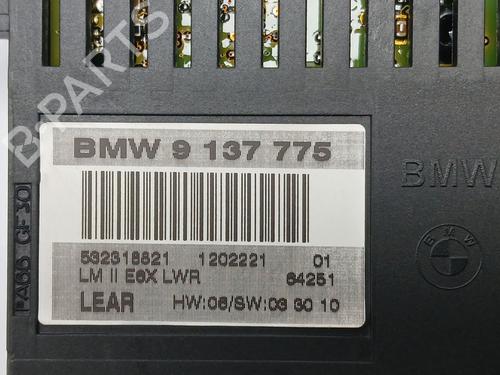 B-PARTS
BMW 9 137 775
532318821 1202221 01
LM II E6X LWR 64251
LEAR HW:06/SW:03 30 10
PA66 GF30
BMW
BMW